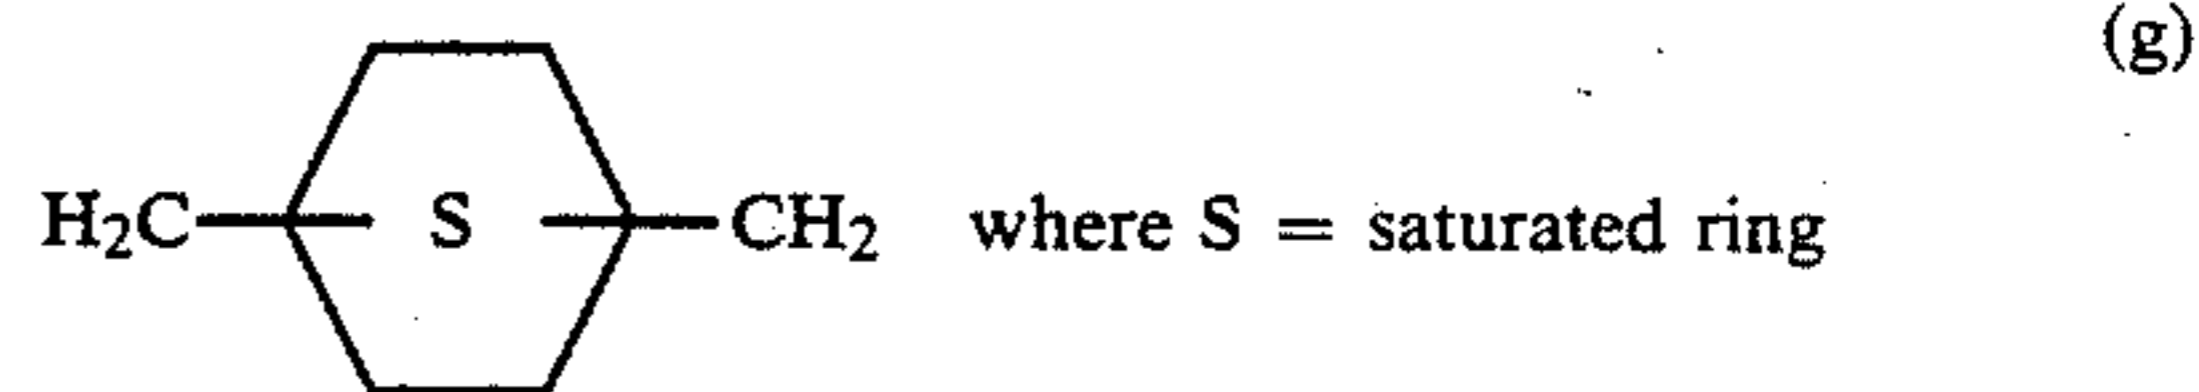 (g)
H₂C S CH₂ where S = saturated ring